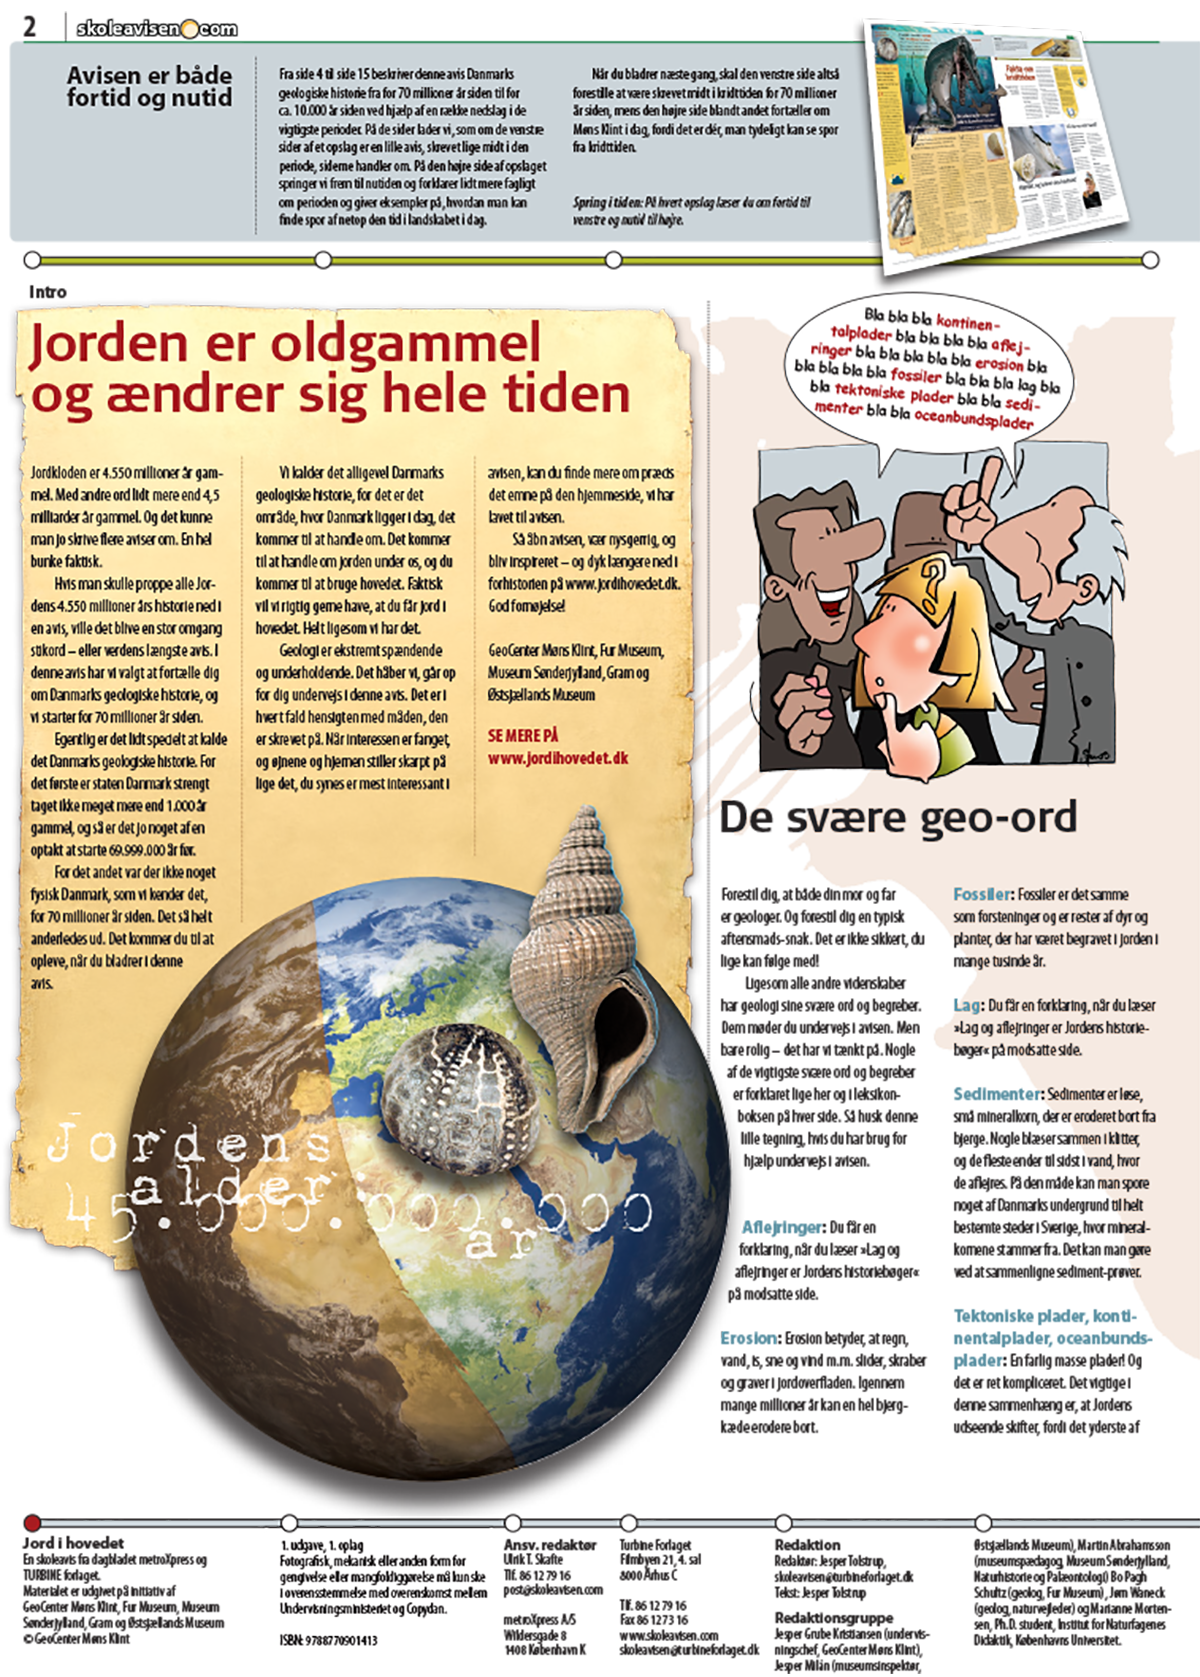 2
skoleavisen.com
Avisen er både
fortid og nutid
Fra side 4 til side 15 beskriver denne avis Danmarks
geologiske historie fra for 70 millioner år siden til for
ca. 10.000 år siden ved hjælp af en række nedslag i de
vigtigste perioder. På de sider lader vi, som om de venstre
sider af et opslag er en lille avis, skrevet lige midt i den
periode, siderne handler om. På den højre side af opslaget
springer vi frem til nutiden og forklarer lidt mere fagligt
om perioden og giver eksempler på, hvordan man kan
finde spor af netop den tid i landskabet i dag.
Når du bladrer næste gang, skal den venstre side altså
forestille at være skrevet midt i kridttiden for 70 millioner
år siden, mens den højre side blandt andet fortæller om
Møns Klint i dag, fordi det er dér, man tydeligt kan se spor
fra kridttiden.
Spring i tiden: På hvert opslag læser du om fortid til
venstre og nutid til højre.
Intro
Jorden er oldgammel
og ændrer sig hele tiden
Jordkloden er 4.550 millioner år gam-
mel. Med andre ord lidt mere end 4,5
milliarder år gammel. Og det kunne
man jo skrive flere aviser om. En hel
bunke faktisk.
Hvis man skulle proppe alle Jor-
dens 4.550 millioner års historie ned i
en avis, ville det blive en stor omgang
stikord – eller verdens længste avis. I
denne avis har vi valgt at fortælle dig
om Danmarks geologiske historie, og
vi starter for 70 millioner år siden.
Egentlig er det lidt specielt at kalde
det Danmarks geologiske historie. For
det første er staten Danmark strengt
taget ikke meget mere end 1.000 år
gammel, og så er det jo noget af en
optakt at starte 69.999.000 år før.
For det andet var der ikke noget
fysisk Danmark, som vi kender det,
for 70 millioner år siden. Det så helt
anderledes ud. Det kommer du til at
opleve, når du bladrer i denne
avis.
Vi kalder det alligevel Danmarks
geologiske historie, for det er det
område, hvor Danmark ligger i dag, det
kommer til at handle om. Det kommer
til at handle om jorden under os, og du
kommer til at bruge hovedet. Faktisk
vil vi rigtig gerne have, at du får jord i
hovedet. Helt ligesom vi har det.
Geologi er ekstremt spændende
og underholdende. Det håber vi, går op
for dig undervejs i denne avis. Det er i
hvert fald hensigten med måden, den
er skrevet på. Når interessen er fanget,
og øjnene og hjernen stiller skarpt på
lige det, du synes er mest interessant i
avisen, kan du finde mere om præcis
det emne på den hjemmeside, vi har
lavet til avisen.
Så åbn avisen, vær nysgerrig, og
bliv inspireret – og dyk længere ned i
forhistorien på www.jordihovedet.dk.
God fornøjelse!
GeoCenter Møns Klint, Fur Museum,
Museum Sønderjylland, Gram og
Østsjællands Museum
SE MERE PÅ
www.jordihovedet.dk
Jordens
alder:
45.000.000.000
år
Bla bla bla kontinen-
talplader bla bla bla bla aflej-
ringer bla bla bla bla bla erosion bla
bla bla bla bla fossiler bla bla bla lag bla
bla tektoniske plader bla bla sedi-
menter bla bla oceanbundsplader
De svære geo-ord
Forestil dig, at både din mor og far
er geologer. Og forestil dig en typisk
aftensmads-snak. Det er ikke sikkert, du
lige kan følge med!
Ligesom alle andre videnskaber
har geologi sine svære ord og begreber.
Dem møder du undervejs i avisen. Men
bare rolig – det har vi tænkt på. Nogle
af de vigtigste svære ord og begreber
er forklaret lige her og i leksikon-
boksen på hver side. Så husk denne
lille tegning, hvis du har brug for
hjælp undervejs i avisen.
Aflejringer: Du får en
forklaring, når du læser »Lag og
aflejringer er Jordens historiebøger«
på modsatte side.
Erosion: Erosion betyder, at regn,
vand, is, sne og vind m.m. slider, skraber
og graver i jordoverfladen. Igennem
mange millioner år kan en hel bjerg-
kæde erodere bort.
Fossiler: Fossiler er det samme
som forsteninger og er rester af dyr og
planter, der har været begravet i jorden i
mange tusinde år.
Lag: Du får en forklaring, når du læser
»Lag og aflejringer er Jordens historie-
bøger« på modsatte side.
Sedimenter: Sedimenter er løse,
små mineralkorn, der er eroderet bort fra
bjerge. Nogle blæser sammen i klitter,
og de fleste ender til sidst i vand, hvor
de aflejres. På den måde kan man spore
noget af Danmarks undergrund til helt
bestemte steder i Sverige, hvor mineral-
kornene stammer fra. Det kan man gøre
ved at sammenligne sediment-prøver.
Tektoniske plader, konti-
nentalplader, oceanbunds-
plader: En farlig masse plader! Og
det er ret kompliceret. Det vigtige i
denne sammenhæng er, at Jordens
udseende skifter, fordi det yderste af
Jord i hovedet
En skoleavis fra dagbladet metroXpress og
TURBINE forlaget.
Materialet er udgivet på initiativ af
GeoCenter Møns Klint, Fur Museum, Museum
Sønderjylland, Gram og Østsjællands Museum
© GeoCenter Møns Klint
1. udgave, 1. oplag
Fotografisk, mekanisk eller anden form for
gengivelse eller mangfoldiggørelse må kun ske
i overensstemmelse med overenskomst mellem
Undervisningsministeriet og Copydan.
ISBN: 9788770901413
Ansv. redaktør
Ulrik T. Skafte
Tlf. 86 12 79 16
post@skoleavisen.com
metroXpress A/S
Wildersgade 8
1408 København K
Turbine Forlaget
Filmbyen 21, 4. sal
8000 Århus C
Tlf. 86 12 79 16
Fax 86 12 73 16
www.skoleavisen.com
skoleavisen@turbineforlaget.dk
Redaktion
Redaktør: Jesper Tolstrup,
skoleavisen@turbineforlaget.dk
Tekst: Jesper Tolstrup
Redaktionsgruppe
Jesper Grube Kristiansen (undervis-
ningschef, GeoCenter Møns Klint),
Jesper Milàn (museumsinspektør,
Østsjællands Museum), Martin Abrahamsson
(museumspædagog, Museum Sønderjylland,
Naturhistorie og Palæontologi) Bo Pagh
Schultz (geolog, Fur Museum), Jørn Waneck
(geolog, naturvejleder) og Marianne Morten-
sen, Ph.D. student, Institut for Naturfagenes
Didaktik, Københavns Universitet.